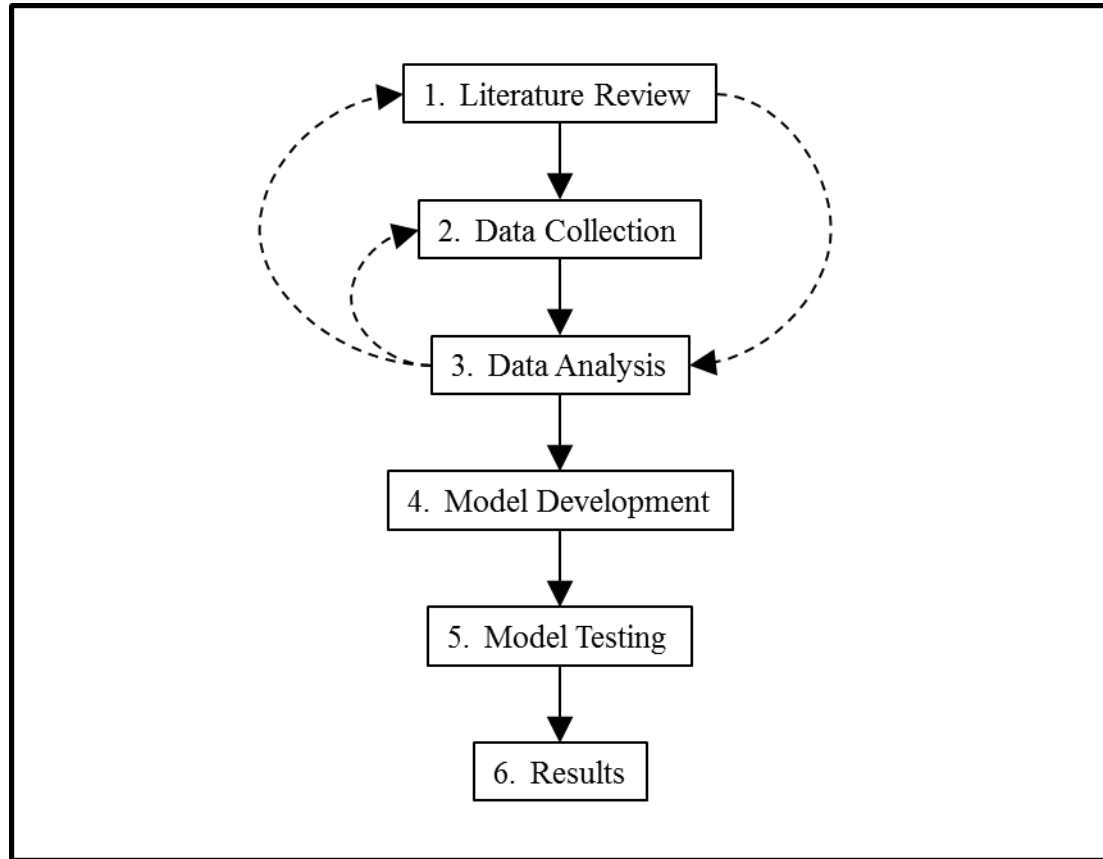 1. Literature Review
2. Data Collection
3. Data Analysis
4. Model Development
5. Model Testing
6. Results